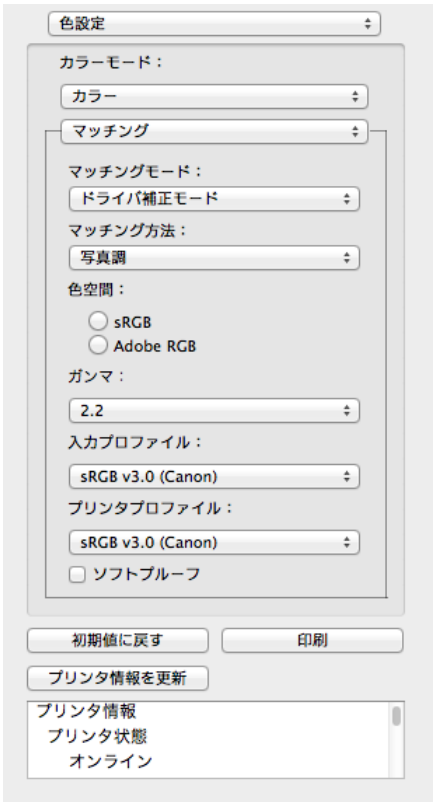 色設定
カラーモード：
カラー
マッチング
マッチングモード：
ドライバ補正モード
マッチング方法：
写真調
色空間：
sRGB
Adobe RGB
ガンマ：
2.2
入力プロファイル：
sRGB v3.0 (Canon)
プリンタプロファイル：
sRGB v3.0 (Canon)
ソフトプルーフ
初期値に戻す 印刷
プリンタ情報を更新
プリンタ情報
プリンタ状態
オンライン